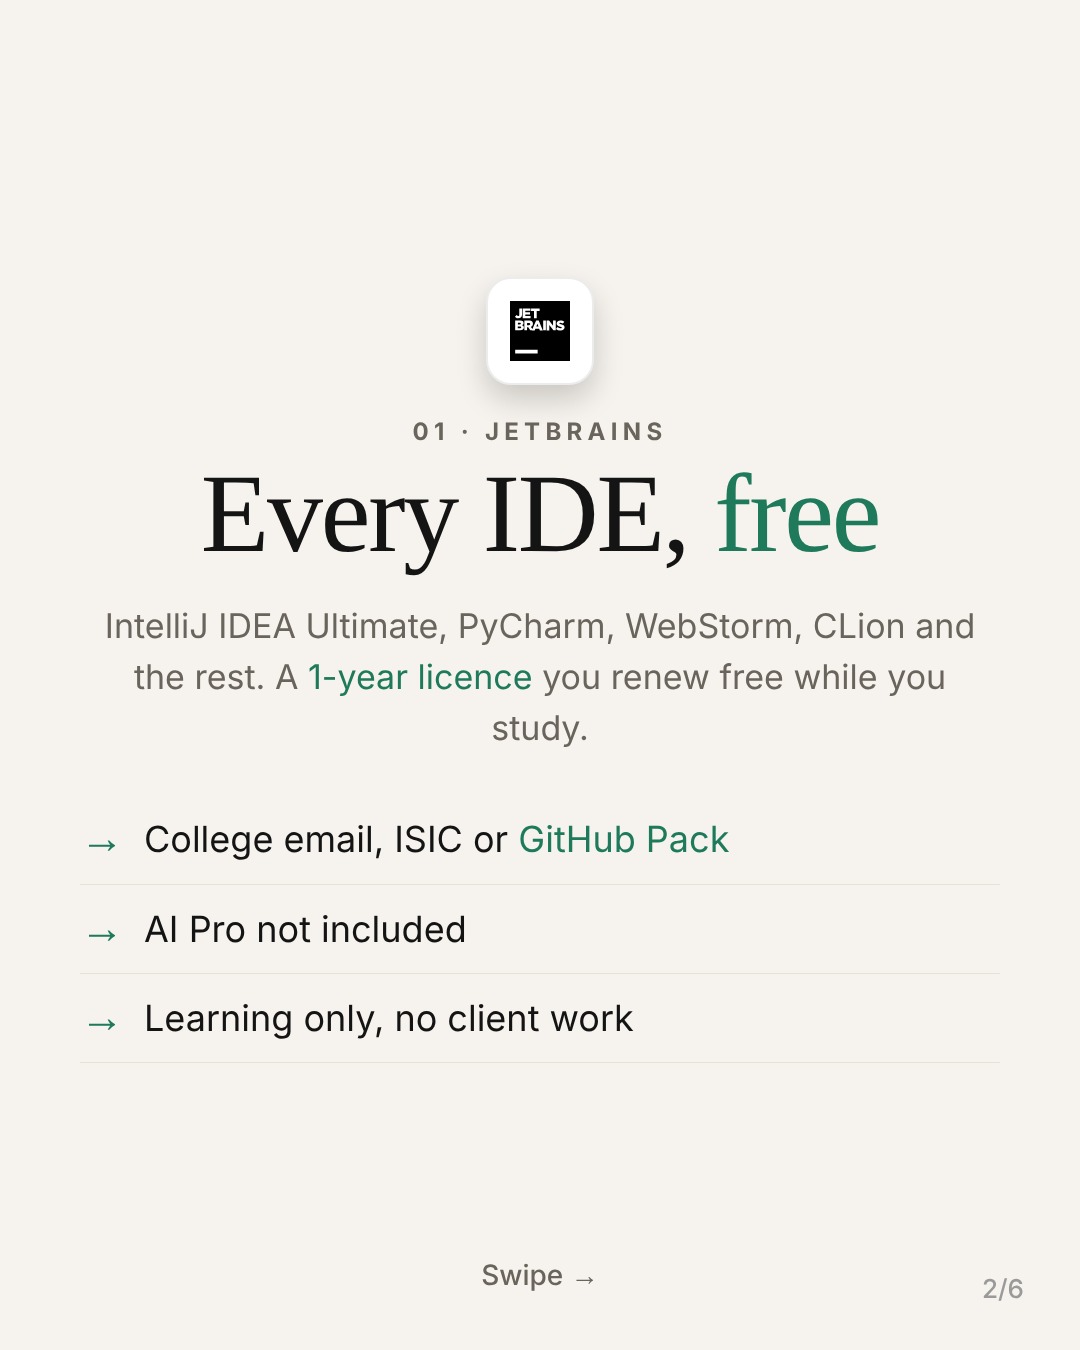 JET
BRAINS
01 · JETBRAINS
Every IDE, free
IntelliJ IDEA Ultimate, PyCharm, WebStorm, CLion and
the rest. A 1-year licence you renew free while you
study.
→ College email, ISIC or GitHub Pack
→ AI Pro not included
→ Learning only, no client work
Swipe →
2/6